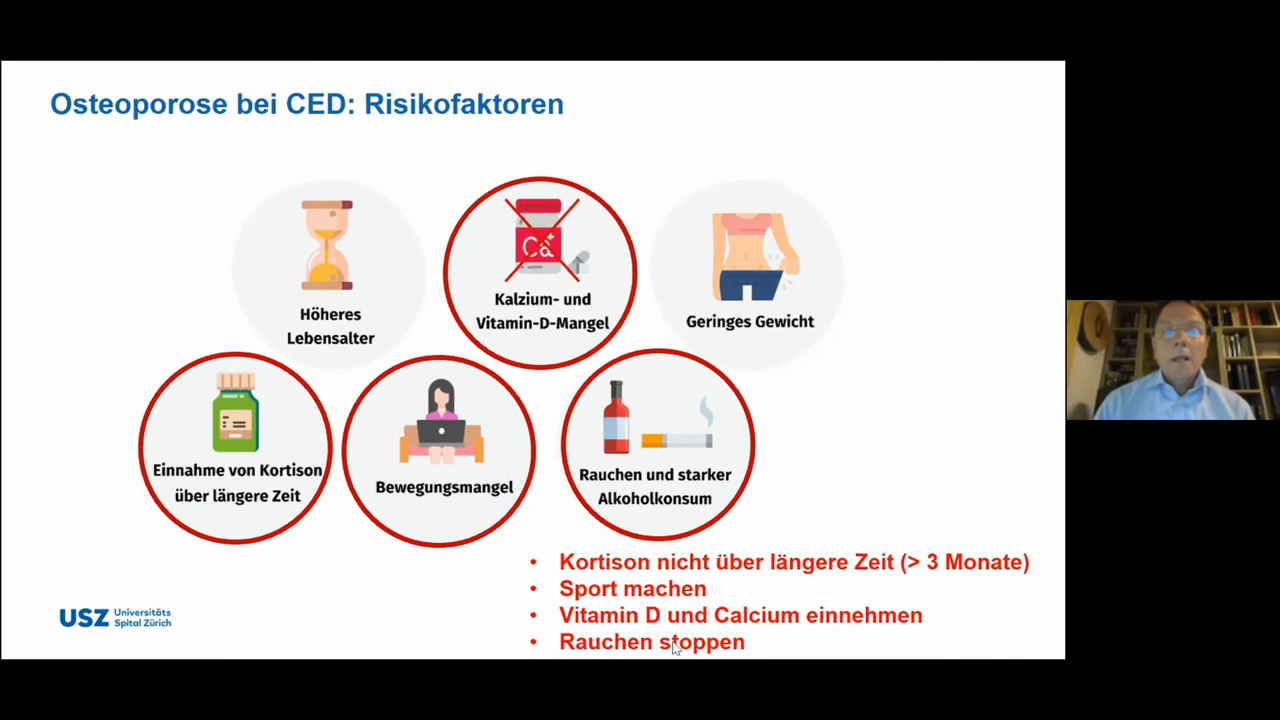 Osteoporose bei CED: Risikofaktoren
Höheres
Lebensalter
Ca
Kalzium- und
Vitamin-D-Mangel
Geringes Gewicht
Einnahme von Kortison
über längere Zeit
Bewegungsmangel
Rauchen und starker
Alkoholkonsum
• Kortison nicht über längere Zeit (> 3 Monate)
• Sport machen
• Vitamin D und Calcium einnehmen
• Rauchen stoppen
USZ Universitäts
Spital Zürich